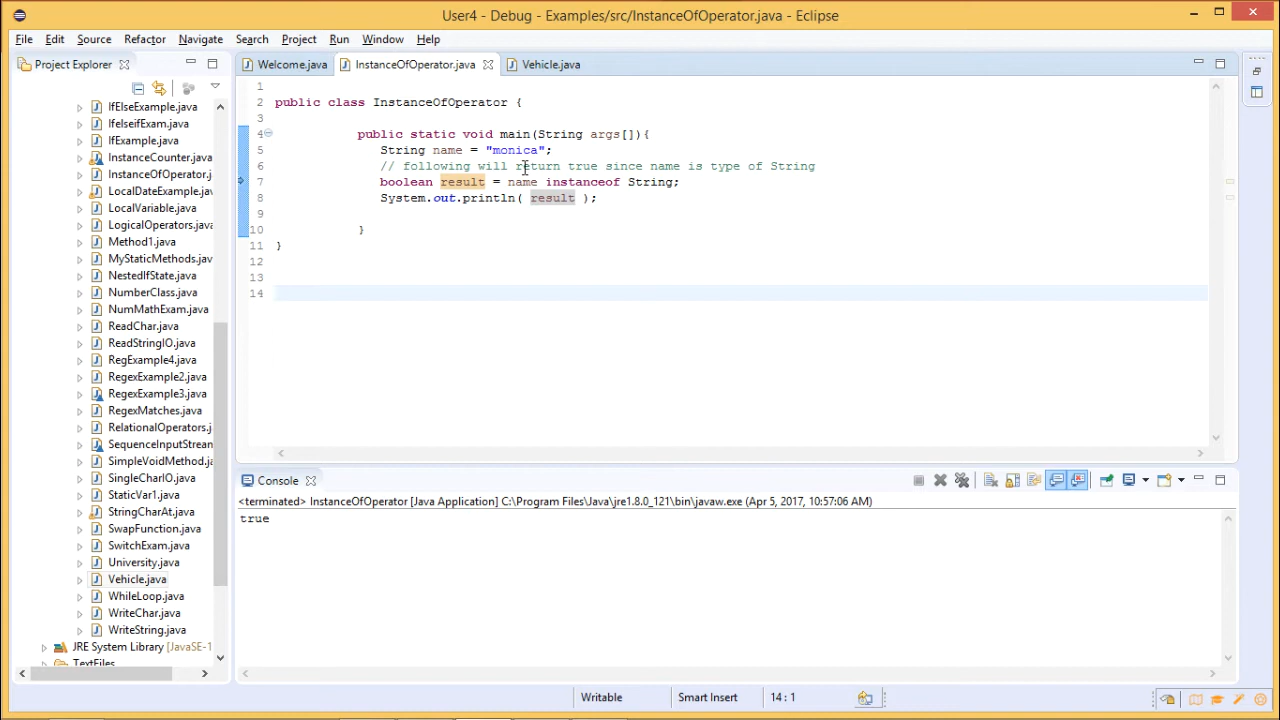 User4 - Debug - Examples/src/InstanceOfOperator.java - Eclipse
File Edit Source Refactor Navigate Search Project Run Window Help
Project Explorer
Welcome.java InstanceOfOperator.java Vehicle.java
IfElseExample.java
IfelseifExam.java
IfExample.java
InstanceCounter.java
InstanceOfOperator.
LocalDateExample.j
LocalVariable.java
LogicalOperators.j
Method1.java
MyStaticMethods.j
NestedIfState.java
NumberClass.java
NumMathExam.java
ReadChar.java
ReadStringIO.java
RegExample4.java
RegexExample2.java
RegexExample3.java
RegexMatches.java
RelationalOperators.j
SequenceInputStrean
SimpleVoidMethod.ja
SingleCharIO.java
StaticVar1.java
StringCharAt.java
SwapFunction.java
SwitchExam.java
University.java
Vehicle.java
WhileLoop.java
WriteChar.java
WriteString.java
JRE System Library [JavaSE-1
TextFiles
1
2 public class InstanceOfOperator {
3
4 public static void main(String args[]){
5 String name = "monica";
6 // following will return true since name is type of String
7 boolean result = name instanceof String;
8 System.out.println( result );
9
10 }
11 }
12
13
14
Console
<terminated> InstanceOfOperator [Java Application] C:\Program Files\Java\jre1.8.0_121\bin\javaw.exe (Apr 5, 2017, 10:57:06 AM)
true
Writable Smart Insert 14 : 1